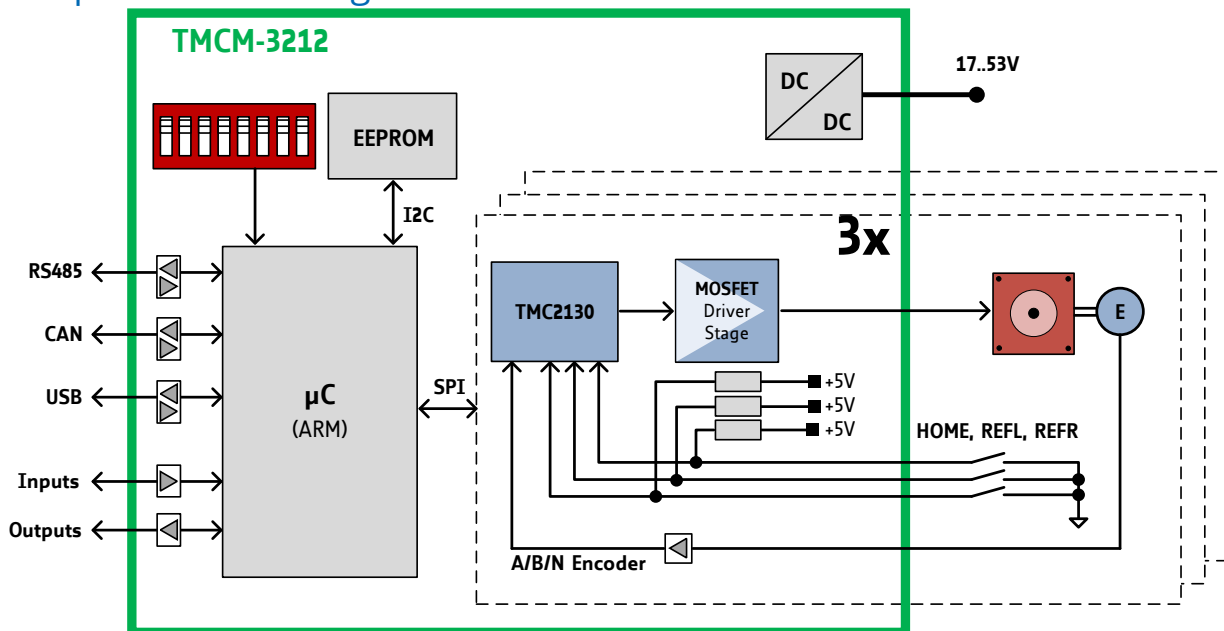 TMCM-3212
17..53V
DC
DC
EEPROM
I2C
3x
RS485
CAN
USB
Inputs
Outputs
µC
(ARM)
SPI
TMC2130
MOSFET
Driver
Stage
E
+5V
+5V
+5V
HOME, REFL, REFR
A/B/N Encoder